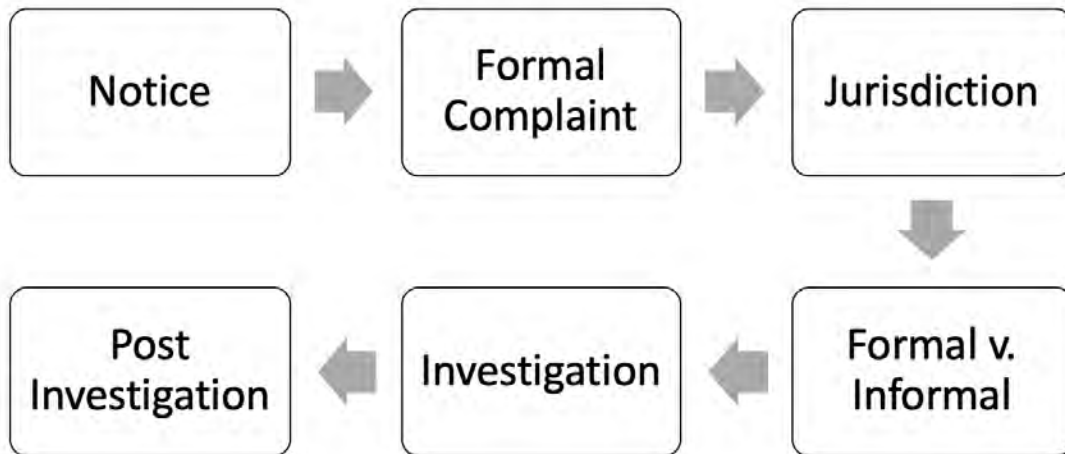 Notice
Formal
Complaint
Jurisdiction
Formal v.
Informal
Investigation
Post
Investigation